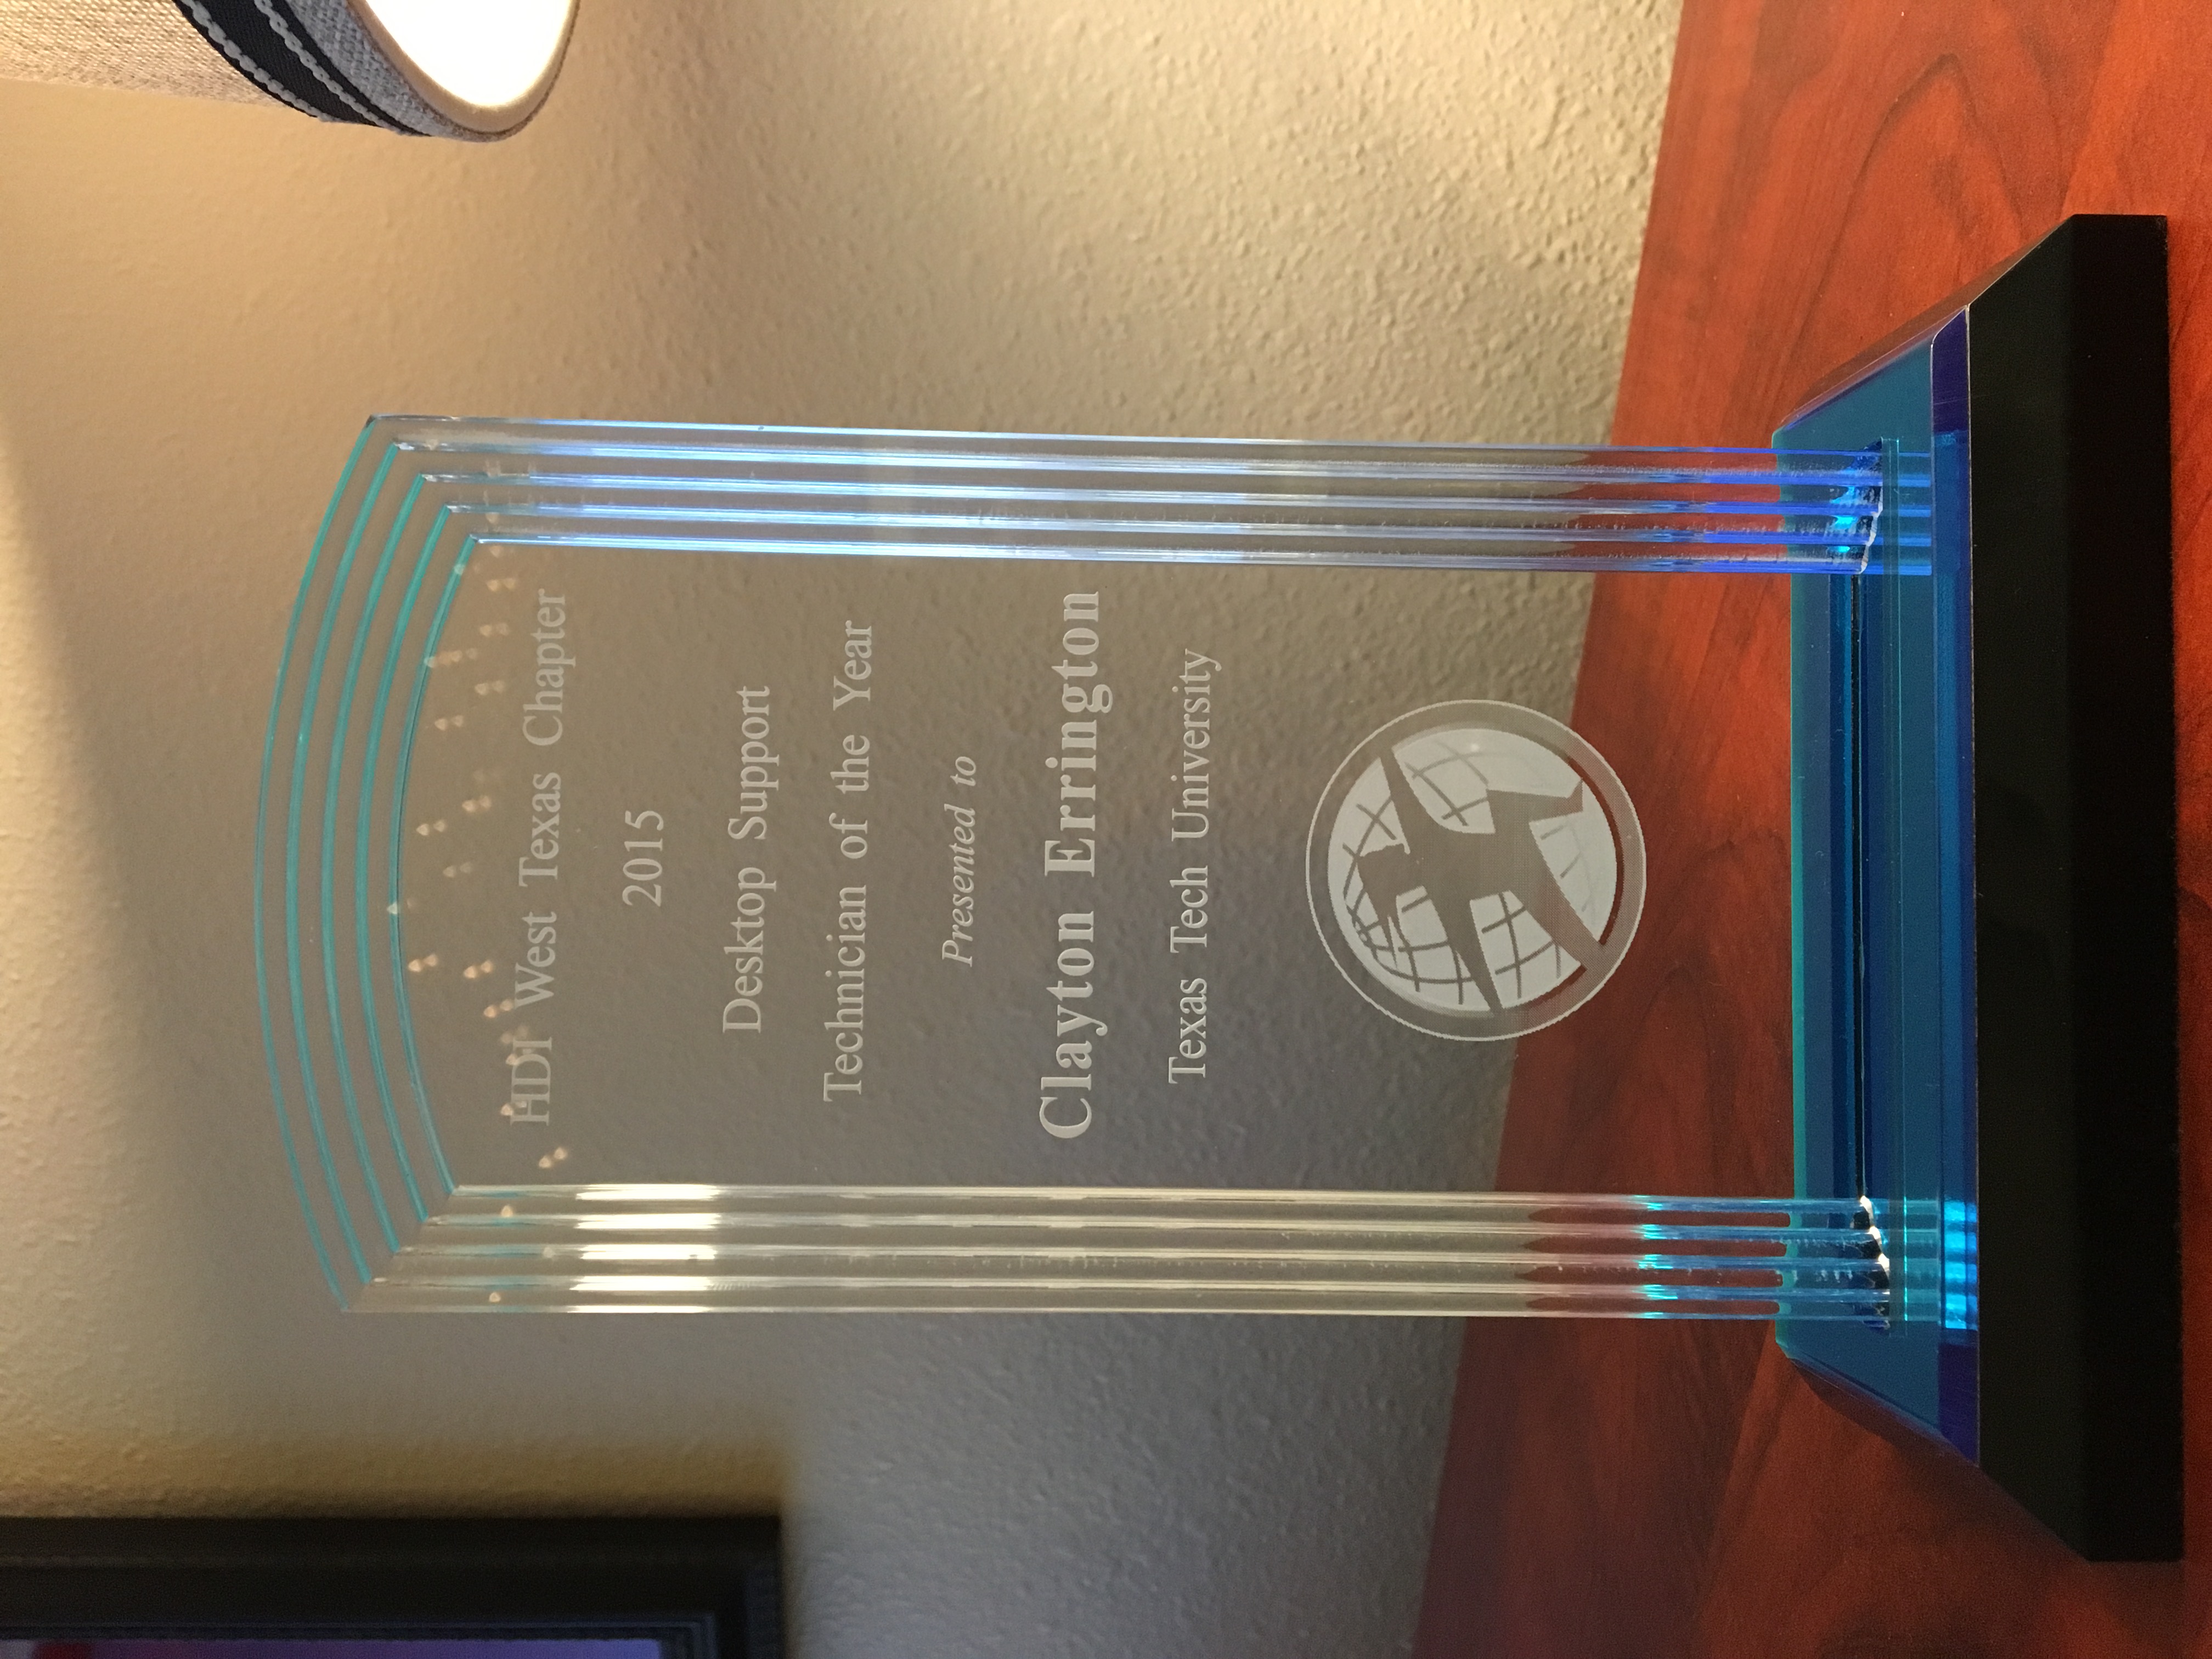 HDI West Texas Chapter
2015
Desktop Support
Technician of the Year
Presented to
Clayton Errington
Texas Tech University